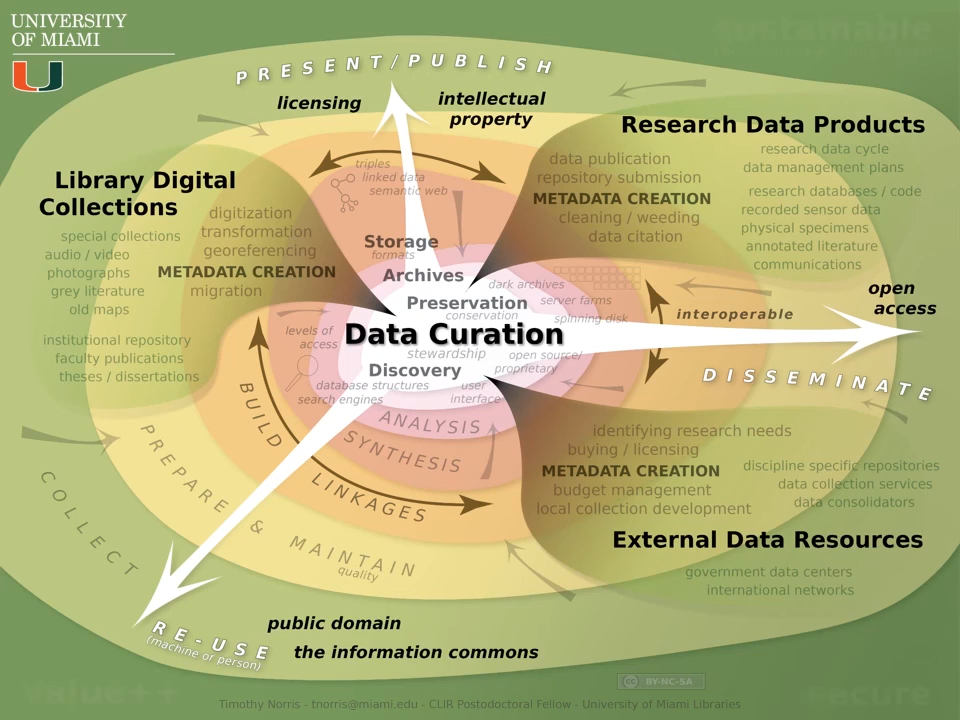 UNIVERSITY
OF MIAMI
sustainable
PRESENT/PUBLISH
licensing
intellectual
property
Research Data Products
research data cycle
data management plans
research databases / code
recorded sensor data
physical specimens
annotated literature
communications
data publication
repository submission
METADATA CREATION
cleaning / weeding
data citation
Library Digital
Collections
special collections
audio / video
photographs
grey literature
old maps
institutional repository
faculty publications
theses / dissertations
digitization
transformation
georeferencing
METADATA CREATION
migration
triples
linked data
semantic web
Storage
formats
Archives
dark archives
Preservation
server farms
conservation
spinning disk
levels of
access
Data Curation
stewardship
open source/
proprietary
Discovery
database structures
search engines
user
interface
interoperable
open
access
DISSEMINATE
ANALYSIS
SYNTHESIS
BUILD LINKAGES
PREPARE & MAINTAIN
quality
COLLECT
identifying research needs
buying / licensing
METADATA CREATION
budget management
local collection development
discipline specific repositories
data collection services
data consolidators
External Data Resources
government data centers
international networks
RE-USE
(machine or person)
public domain
the information commons
value++
cc BY-NC-SA
secure
Timothy Norris - tnorris@miami.edu - CLIR Postodoctoral Fellow - University of Miami Libraries